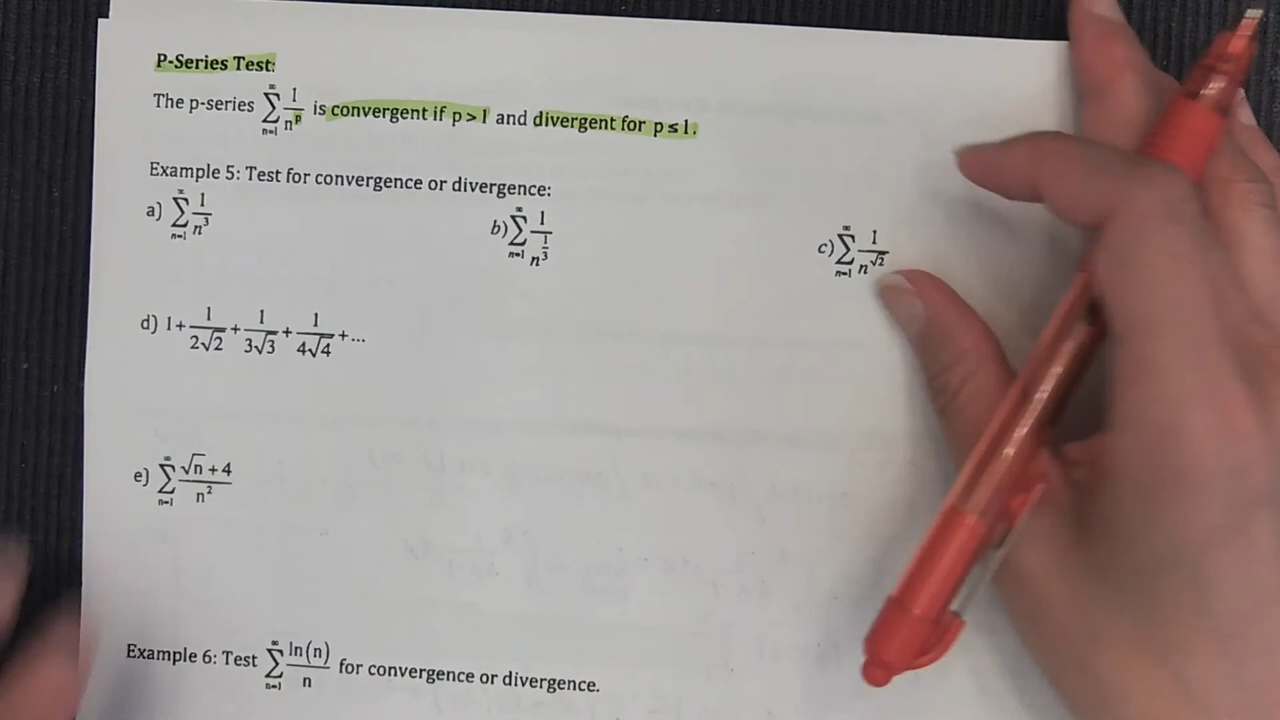 P-Series Test:
The p-series ∑_{n=1}^{∞} 1/n^p is convergent if p > 1 and divergent for p ≤ 1.
Example 5: Test for convergence or divergence:
a) ∑_{n=1}^{∞} 1/n^3
b) ∑_{n=1}^{∞} 1/n^{1/3}
c) ∑_{n=1}^{∞} 1/n^{√2}
d) 1 + 1/(2√2) + 1/(3√3) + 1/(4√4) + ...
e) ∑_{n=1}^{∞} (√n + 4)/n^2
Example 6: Test ∑_{n=1}^{∞} ln(n)/n for convergence or divergence.